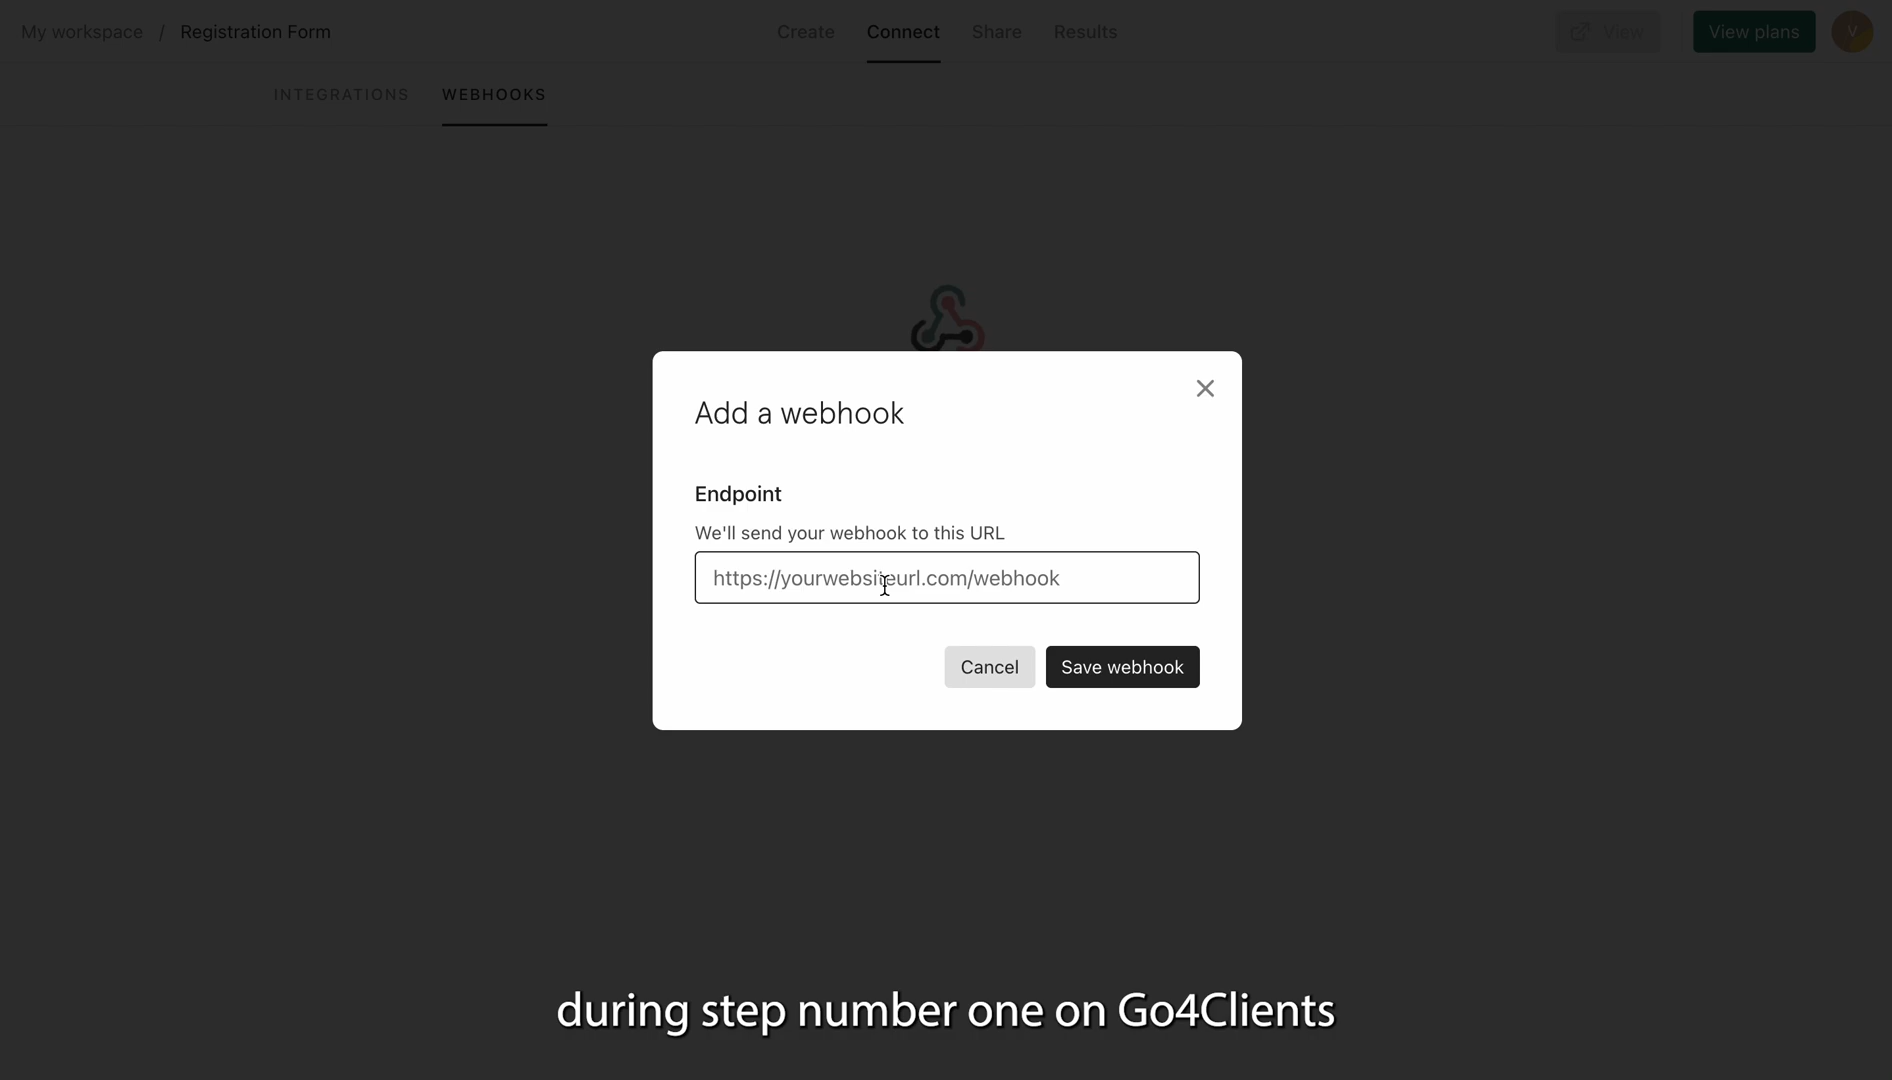 My workspace / Registration Form
Create Connect Share Results
View
View plans
V
INTEGRATIONS WEBHOOKS
Add a webhook
Endpoint
We'll send your webhook to this URL
https://yourwebsiteurl.com/webhook
Cancel Save webhook
during step number one on Go4Clients